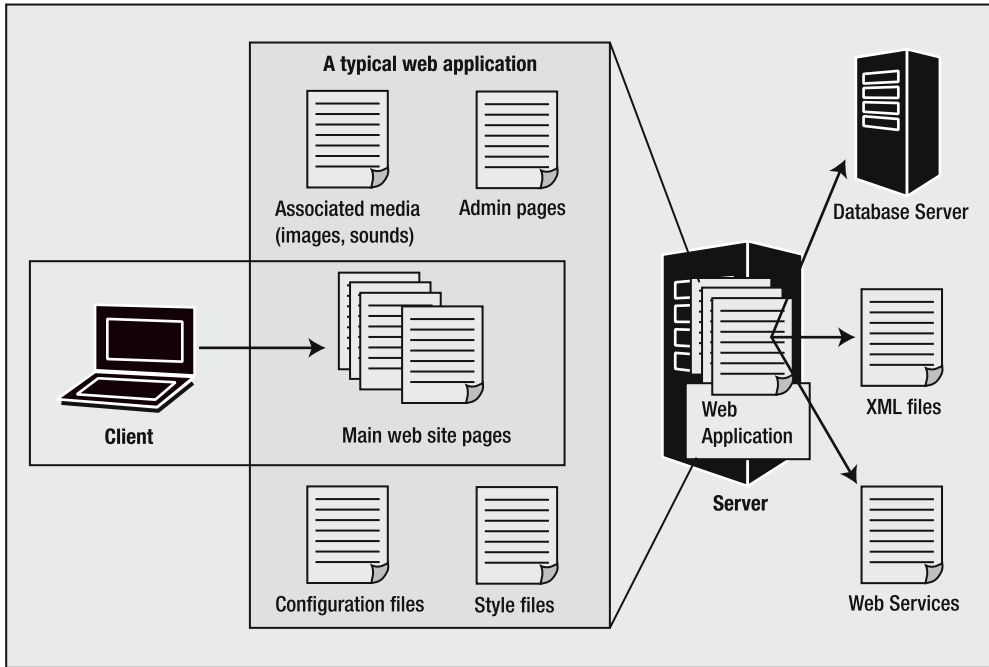 A typical web application
Associated media
(images, sounds)
Admin pages
Database Server
Client
Main web site pages
Web
Application
XML files
Server
Configuration files
Style files
Web Services